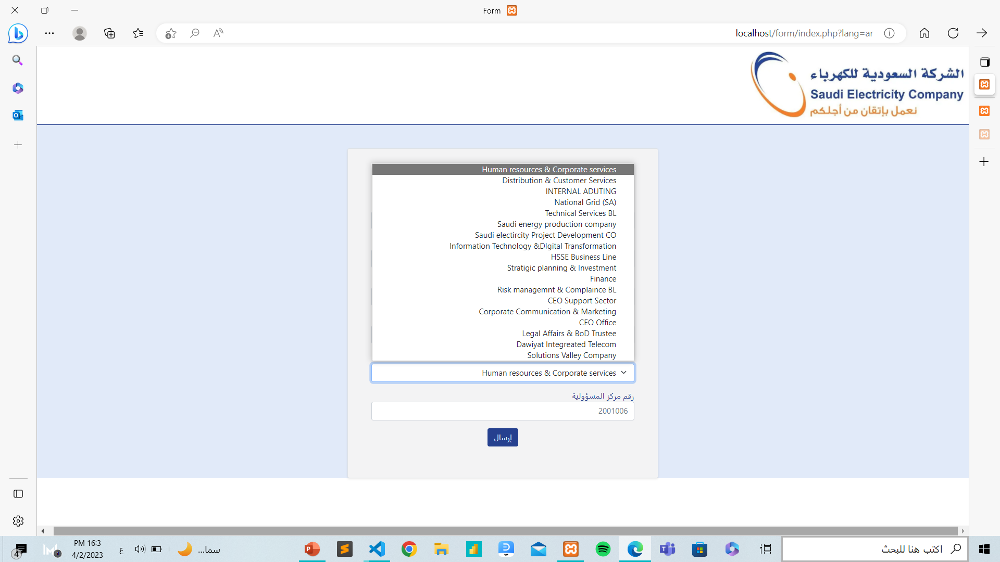 Form
localhost/form/index.php?lang=ar
الشركة السعودية للكهرباء
Saudi Electricity Company
نعمل بإتقان من أجلكم
Human resources & Corporate services
Distribution & Customer Services
INTERNAL ADUTING
National Grid (SA)
Technical Services BL
Saudi energy production company
Saudi electircity Project Development CO
Information Technology &DIgital Transformation
HSSE Business Line
Stratigic planning & Investment
Finance
Risk managemnt & Complaince BL
CEO Support Sector
Corporate Communication & Marketing
CEO Office
Legal Affairs & BoD Trustee
Dawiyat Integreated Telecom
Solutions Valley Company
Human resources & Corporate services
رقم مركز المسؤولية
2001006
إرسال
اكتب هنا للبحث
سما...
ع
PM 16:3
4/2/2023
4
1